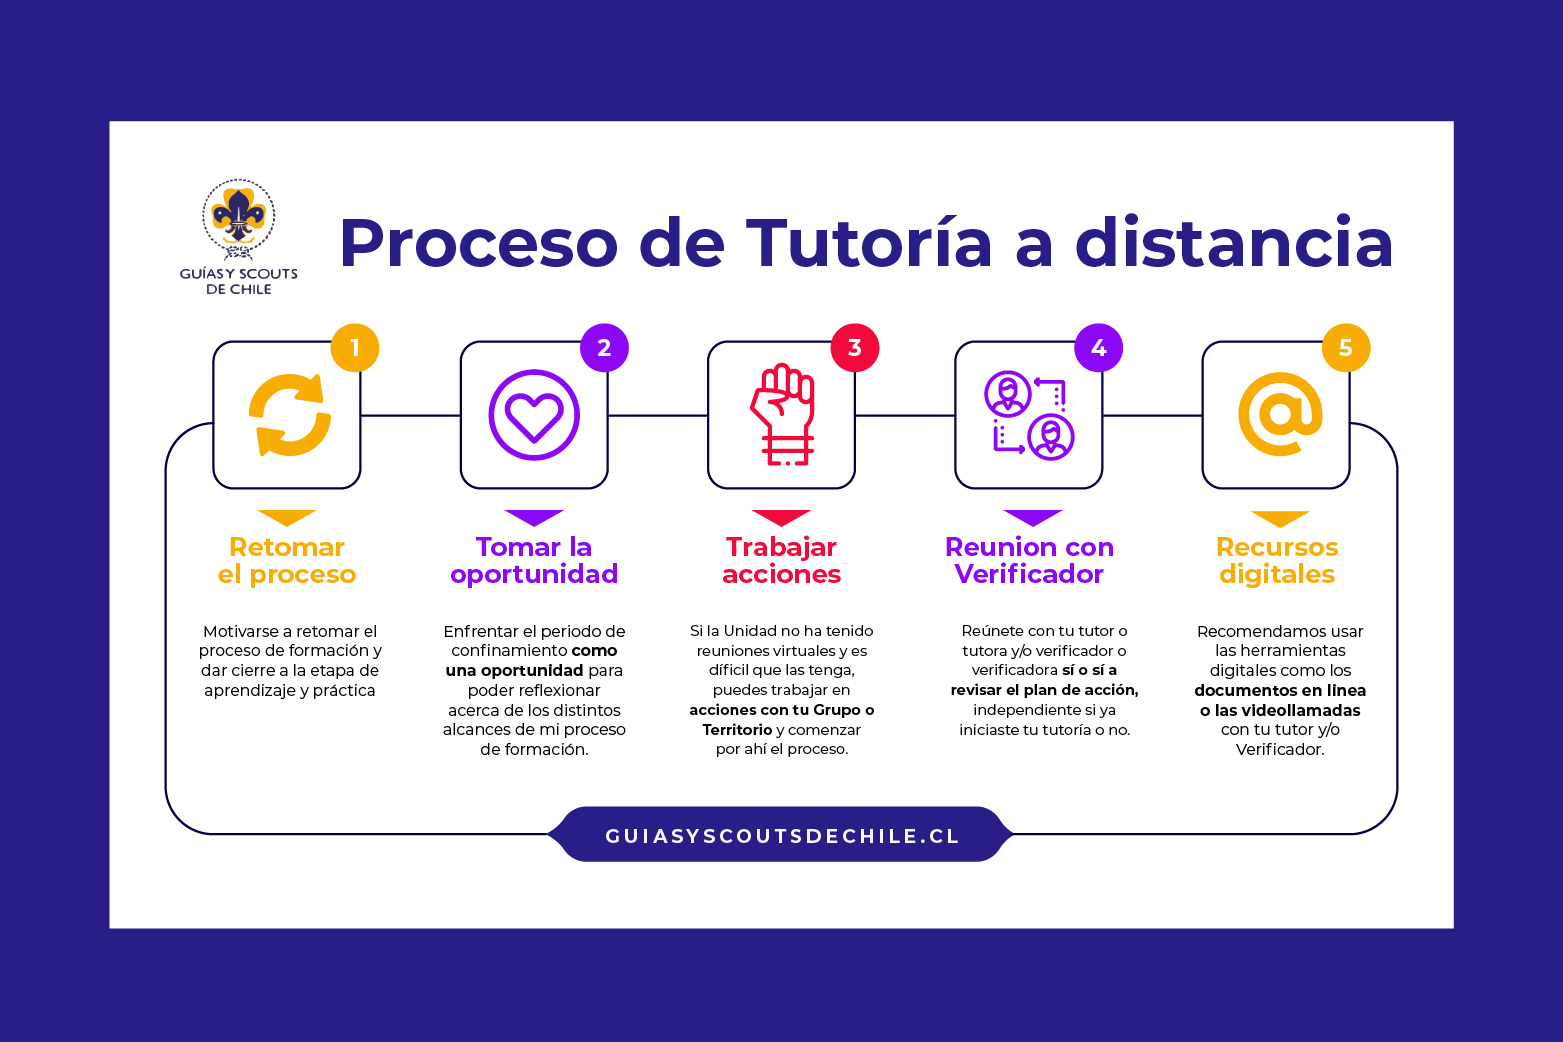 GUÍAS Y SCOUTS
DE CHILE
Proceso de Tutoría a distancia
1
Retomar
el proceso
Motivarse a retomar el
proceso de formación y
dar cierre a la etapa de
aprendizaje y práctica
2
Tomar la
oportunidad
Enfrentar el periodo de
confinamiento como
una oportunidad para
poder reflexionar
acerca de los distintos
alcances de mi proceso
de formación.
3
Trabajar
acciones
Si la Unidad no ha tenido
reuniones virtuales y es
díficil que las tenga,
puedes trabajar en
acciones con tu Grupo o
Territorio y comenzar
por ahí el proceso.
4
Reunion con
Verificador
Reúnete con tu tutor o
tutora y/o verificador o
verificadora sí o sí a
revisar el plan de acción,
independiente si ya
iniciaste tu tutoría o no.
5
Recursos
digitales
Recomendamos usar
las herramientas
digitales como los
documentos en linea
o las videollamadas
con tu tutor y/o
Verificador.
GUIASYSCOUTSDECHILE.CL